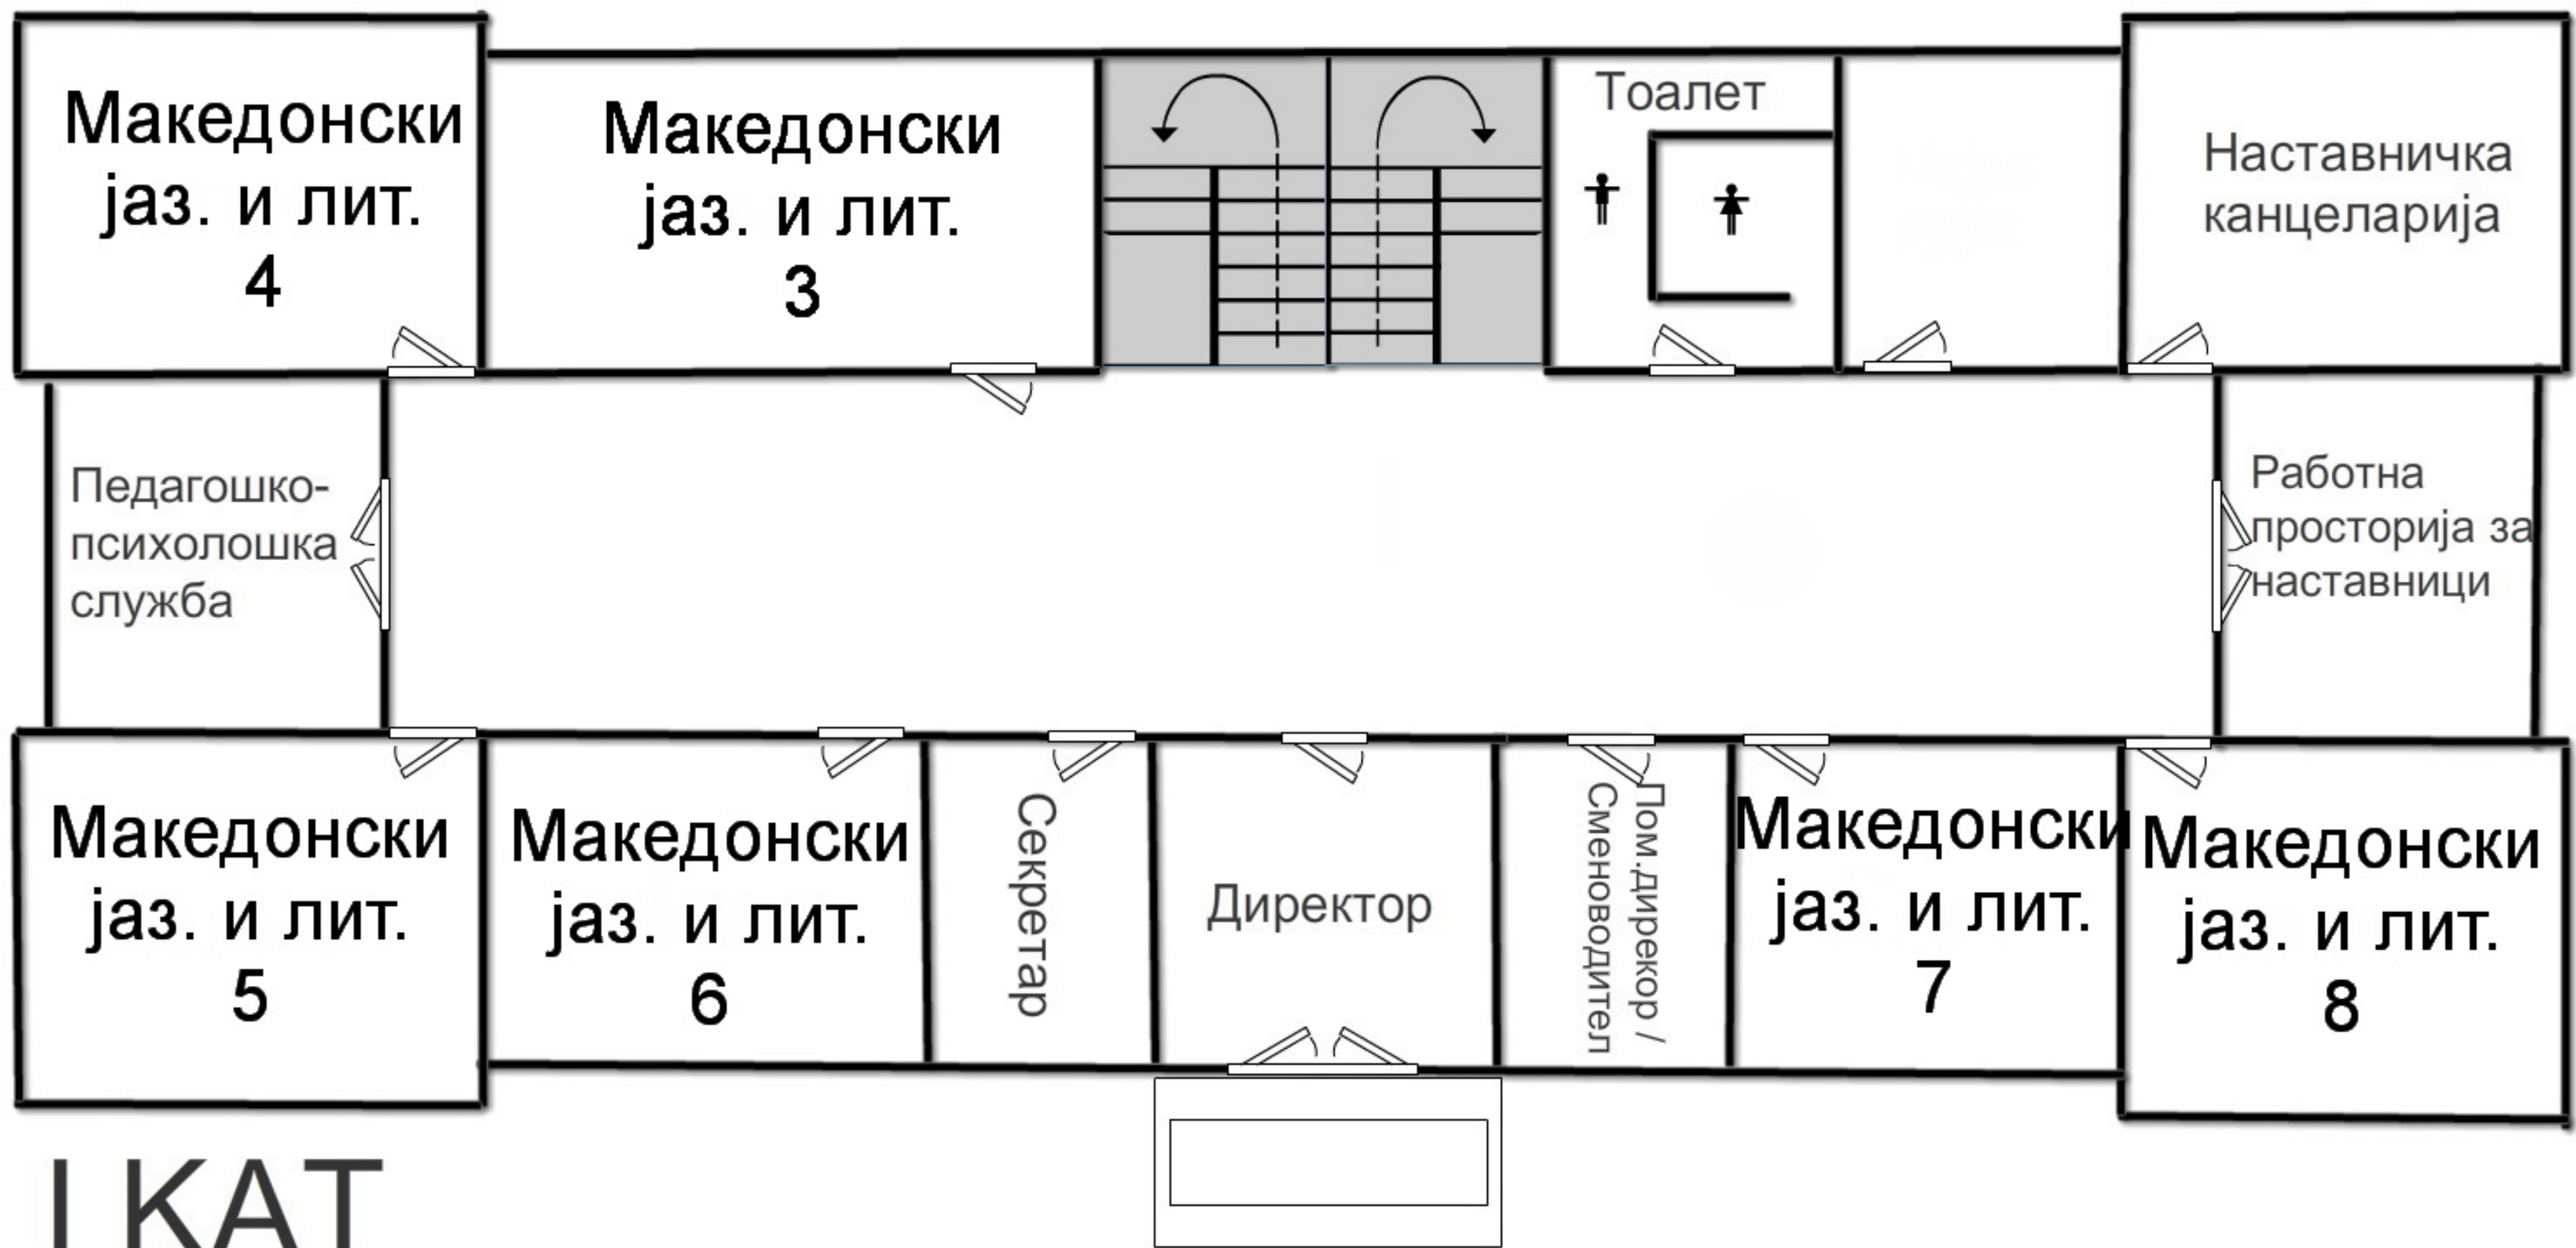 Македонски
јаз. и лит.
4
Македонски
јаз. и лит.
3
Тоалет
Наставничка
канцеларија
Педагошко-
психолошка
служба
Работна
просторија за
наставници
Македонски
јаз. и лит.
5
Македонски
јаз. и лит.
6
Секретар
Директор
Пом.дирекор /
Сменоводител
Македонски
јаз. и лит.
7
Македонски
јаз. и лит.
8
I КАТ